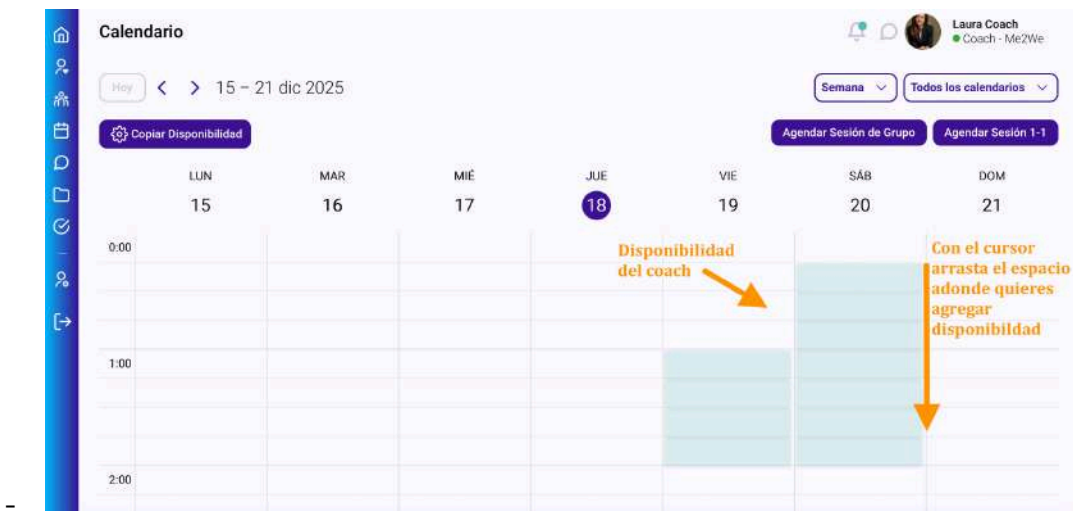 Calendario
Laura Coach
Coach - Me2We
Hoy
15 – 21 dic 2025
Semana
Todos los calendarios
Copiar Disponibilidad
Agendar Sesión de Grupo
Agendar Sesión 1-1
LUN MAR MIÉ JUE VIE SÁB DOM
15 16 17 18 19 20 21
0:00
Disponibilidad
del coach
Con el cursor
arrasta el espacio
adonde quieres
agregar
disponibildad
1:00
2:00
-